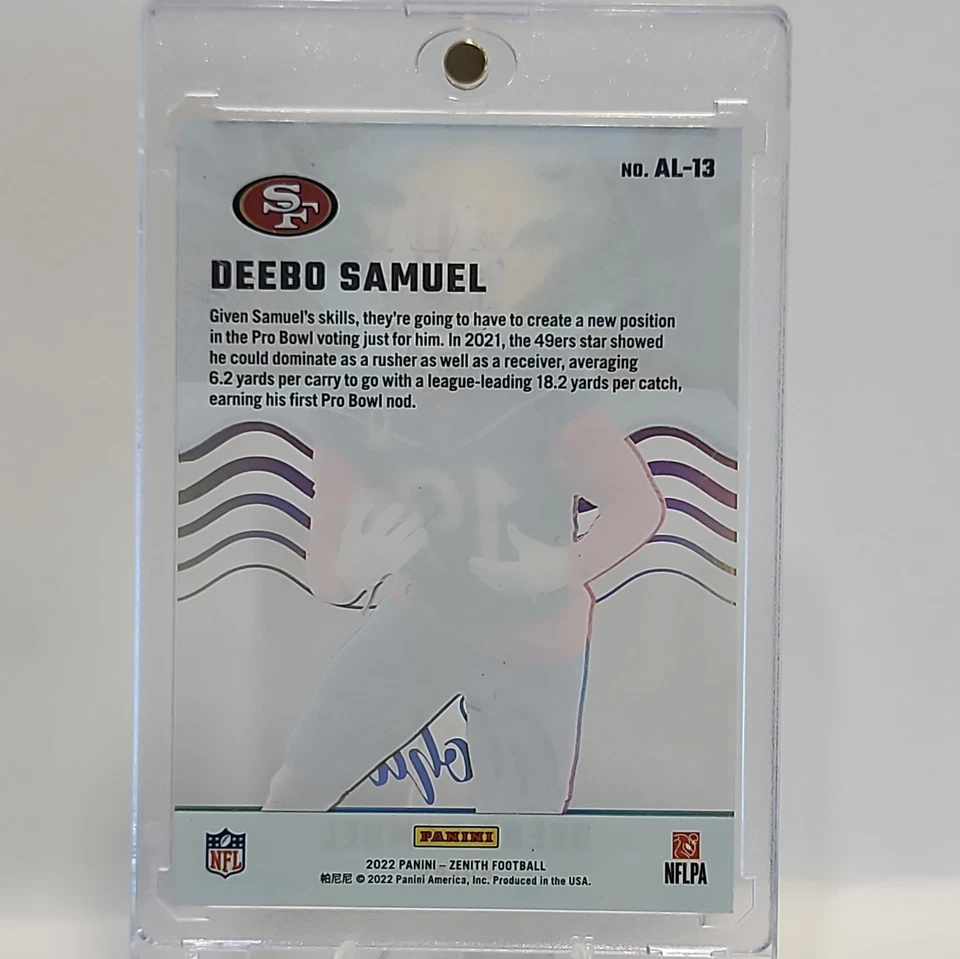 NO. AL-13
SF
DEEBO SAMUEL
Given Samuel's skills, they're going to have to create a new position
in the Pro Bowl voting just for him. In 2021, the 49ers star showed
he could dominate as a rusher as well as a receiver, averaging
6.2 yards per carry to go with a league-leading 18.2 yards per catch,
earning his first Pro Bowl nod.
NFL
PANINI
2022 PANINI – ZENITH FOOTBALL
帕尼尼 © 2022 Panini America, Inc. Produced in the USA.
NFLPA